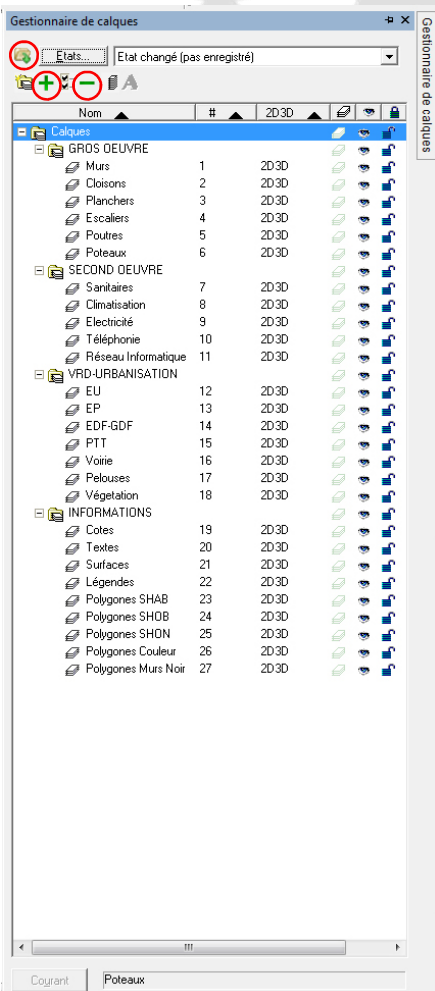 Gestionnaire de calques
Gestionnaire de calques
Etats...
Etat changé (pas enregistré)
A
Nom # 2D3D
Calques
GROS OEUVRE
Murs 1 2D3D
Cloisons 2 2D3D
Planchers 3 2D3D
Escaliers 4 2D3D
Poutres 5 2D3D
Poteaux 6 2D3D
SECOND OEUVRE
Sanitaires 7 2D3D
Climatisation 8 2D3D
Electricité 9 2D3D
Téléphonie 10 2D3D
Réseau Informatique 11 2D3D
VRD-URBANISATION
EU 12 2D3D
EP 13 2D3D
EDF-GDF 14 2D3D
PTT 15 2D3D
Voirie 16 2D3D
Pelouses 17 2D3D
Végetation 18 2D3D
INFORMATIONS
Cotes 19 2D3D
Textes 20 2D3D
Surfaces 21 2D3D
Légendes 22 2D3D
Polygones SHAB 23 2D3D
Polygones SHOB 24 2D3D
Polygones SHON 25 2D3D
Polygones Couleur 26 2D3D
Polygones Murs Noir 27 2D3D
Courant
Poteaux